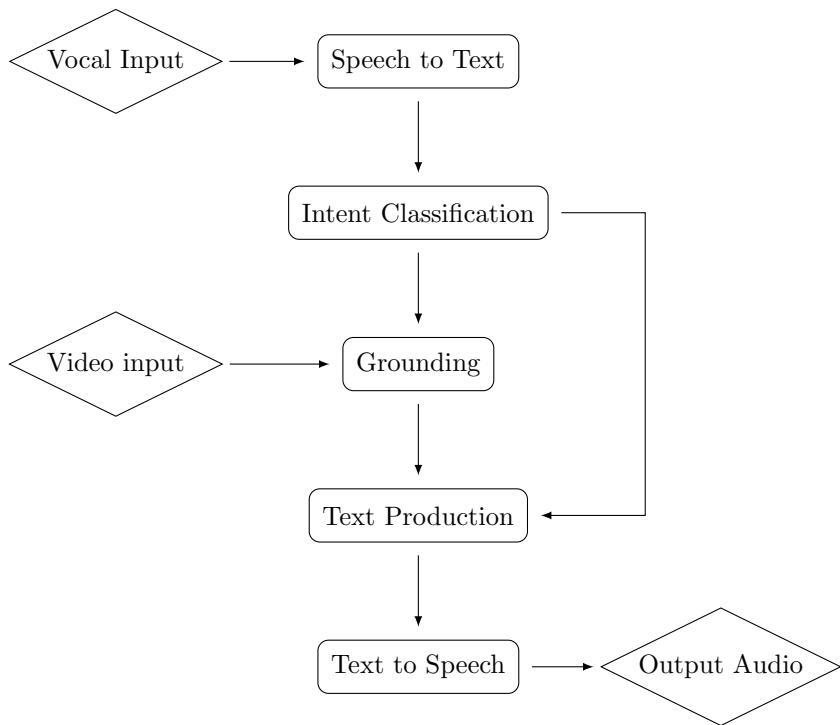 Vocal Input
Speech to Text
Intent Classification
Video input
Grounding
Text Production
Text to Speech
Output Audio